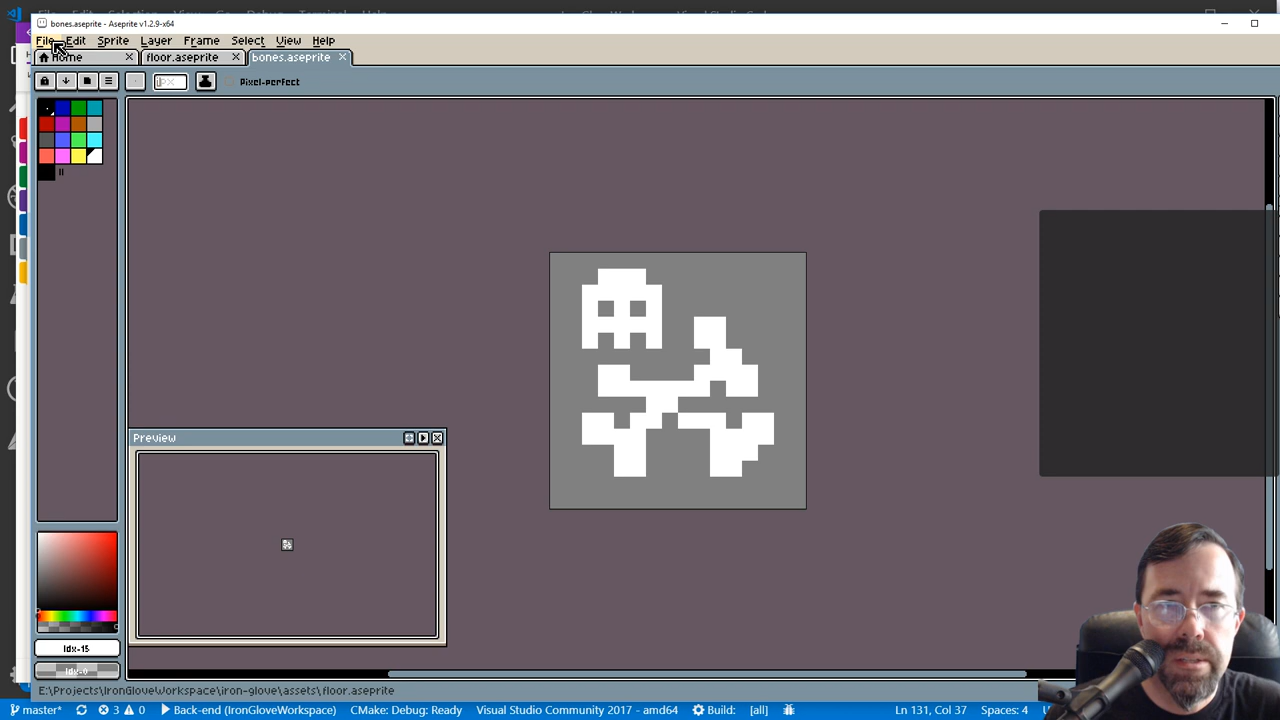 bones.aseprite - Aseprite v1.2.9-x64
File Edit Sprite Layer Frame Select View Help
Home floor.aseprite bones.aseprite
Pixel-perfect
Preview
Idx-15
Idx-0
E:\Projects\IronGloveWorkspace\iron-glove\assets\floor.aseprite
master* 3 0 Back-end (IronGloveWorkspace) CMake: Debug: Ready Visual Studio Community 2017 - amd64 Build: [all] Ln 131, Col 37 Spaces: 4